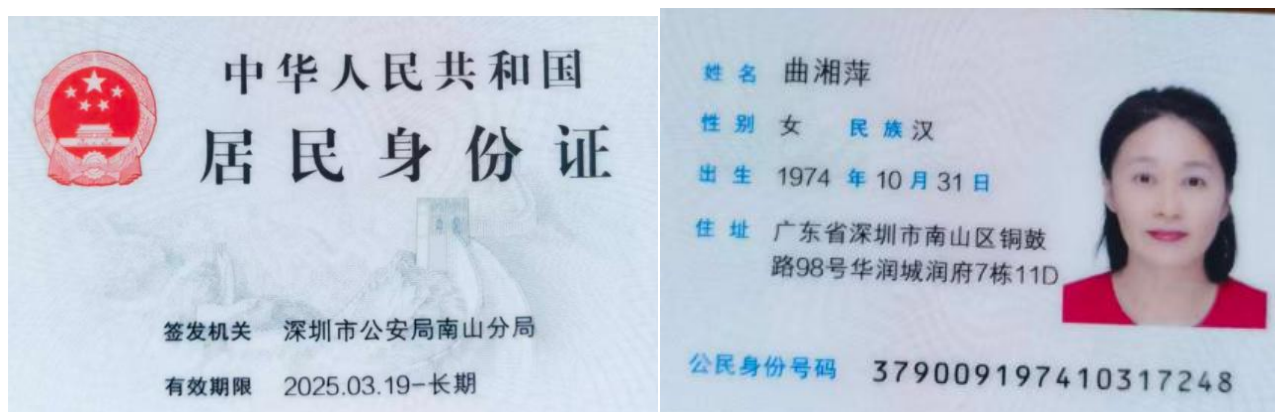 中华人民共和国
居民身份证
签发机关 深圳市公安局南山分局
有效期限 2025.03.19-长期
姓名 曲湘萍
性别 女 民族 汉
出生 1974 年 10 月 31 日
住址 广东省深圳市南山区铜鼓
路98号华润城润府7栋11D
公民身份号码 379009197410317248